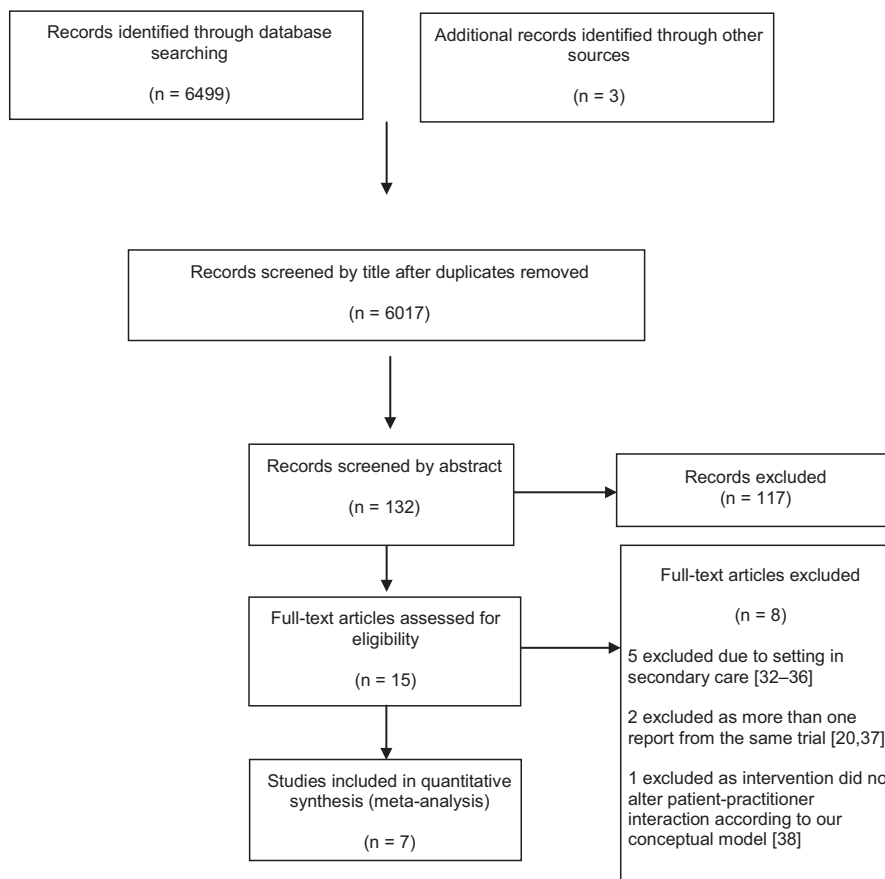 Records identified through database
searching
(n = 6499)
Additional records identified through other
sources
(n = 3)
Records screened by title after duplicates removed
(n = 6017)
Records screened by abstract
(n = 132)
Records excluded
(n = 117)
Full-text articles assessed for
eligibility
(n = 15)
Full-text articles excluded
(n = 8)
5 excluded due to setting in
secondary care [32–36]
2 excluded as more than one
report from the same trial [20,37]
1 excluded as intervention did no
alter patient-practitioner
interaction according to our
conceptual model [38]
Studies included in quantitative
synthesis (meta-analysis)
(n = 7)